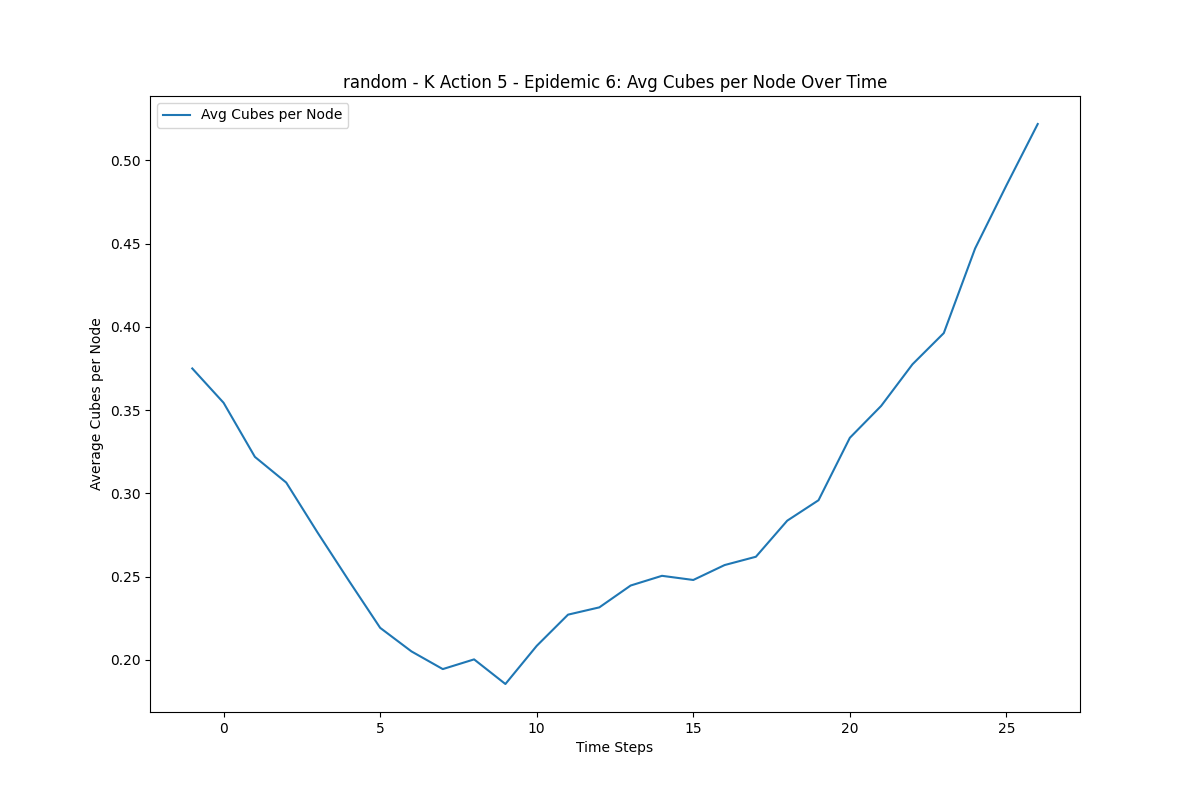 random - K Action 5 - Epidemic 6: Avg Cubes per Node Over Time
Avg Cubes per Node
Average Cubes per Node
0.50
0.45
0.40
0.35
0.30
0.25
0.20
0 5 10 15 20 25
Time Steps